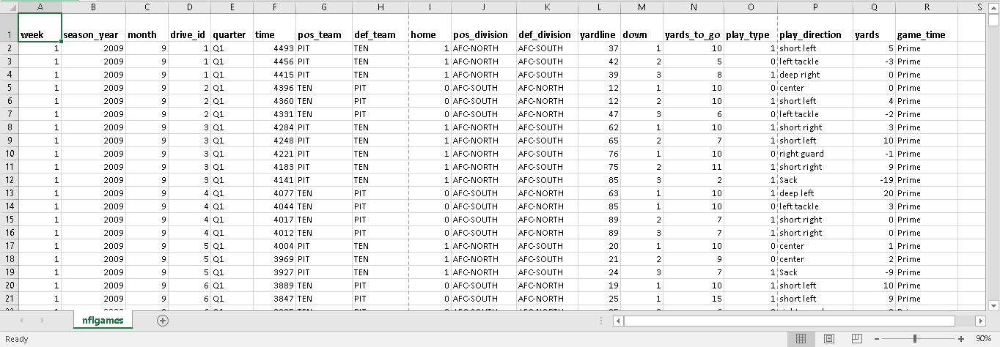 A B C D E F G H I J K L M N O P Q R S
1 week season_year month drive_id quarter time pos_team def_team home pos_division def_division yardline down yards_to_go play_type play_direction yards game_time
2 1 2009 9 1 Q1 4493 PIT TEN 1 AFC-NORTH AFC-SOUTH 37 1 10 1 short left 5 Prime
3 1 2009 9 1 Q1 4456 PIT TEN 1 AFC-NORTH AFC-SOUTH 42 2 5 0 left tackle -3 Prime
4 1 2009 9 1 Q1 4415 PIT TEN 1 AFC-NORTH AFC-SOUTH 39 3 8 1 deep right 0 Prime
5 1 2009 9 2 Q1 4396 TEN PIT 0 AFC-SOUTH AFC-NORTH 12 1 10 0 center 0 Prime
6 1 2009 9 2 Q1 4360 TEN PIT 0 AFC-SOUTH AFC-NORTH 12 2 10 1 short left 4 Prime
7 1 2009 9 2 Q1 4331 TEN PIT 0 AFC-SOUTH AFC-NORTH 47 3 6 0 left tackle -2 Prime
8 1 2009 9 3 Q1 4284 PIT TEN 1 AFC-NORTH AFC-SOUTH 62 1 10 1 short right 3 Prime
9 1 2009 9 3 Q1 4248 PIT TEN 1 AFC-NORTH AFC-SOUTH 65 2 7 1 short left 10 Prime
10 1 2009 9 3 Q1 4221 PIT TEN 1 AFC-NORTH AFC-SOUTH 76 1 10 0 right guard -1 Prime
11 1 2009 9 3 Q1 4183 PIT TEN 1 AFC-NORTH AFC-SOUTH 75 2 11 1 short right 9 Prime
12 1 2009 9 3 Q1 4141 PIT TEN 1 AFC-NORTH AFC-SOUTH 85 3 2 1 Sack -19 Prime
13 1 2009 9 4 Q1 4077 TEN PIT 0 AFC-SOUTH AFC-NORTH 63 1 10 1 deep left 20 Prime
14 1 2009 9 4 Q1 4044 TEN PIT 0 AFC-SOUTH AFC-NORTH 85 1 10 0 left tackle 3 Prime
15 1 2009 9 4 Q1 4017 TEN PIT 0 AFC-SOUTH AFC-NORTH 89 2 7 1 short right 0 Prime
16 1 2009 9 4 Q1 4012 TEN PIT 0 AFC-SOUTH AFC-NORTH 89 3 7 1 short right 0 Prime
17 1 2009 9 5 Q1 4004 PIT TEN 1 AFC-NORTH AFC-SOUTH 20 1 10 0 center 1 Prime
18 1 2009 9 5 Q1 3969 PIT TEN 1 AFC-NORTH AFC-SOUTH 21 2 9 0 center 2 Prime
19 1 2009 9 5 Q1 3927 PIT TEN 1 AFC-NORTH AFC-SOUTH 24 3 7 1 Sack -9 Prime
20 1 2009 9 6 Q1 3889 TEN PIT 0 AFC-SOUTH AFC-NORTH 19 1 10 1 short left 10 Prime
21 1 2009 9 6 Q1 3847 TEN PIT 0 AFC-SOUTH AFC-NORTH 25 1 15 1 short left 9 Prime
nflgames
Ready 90%